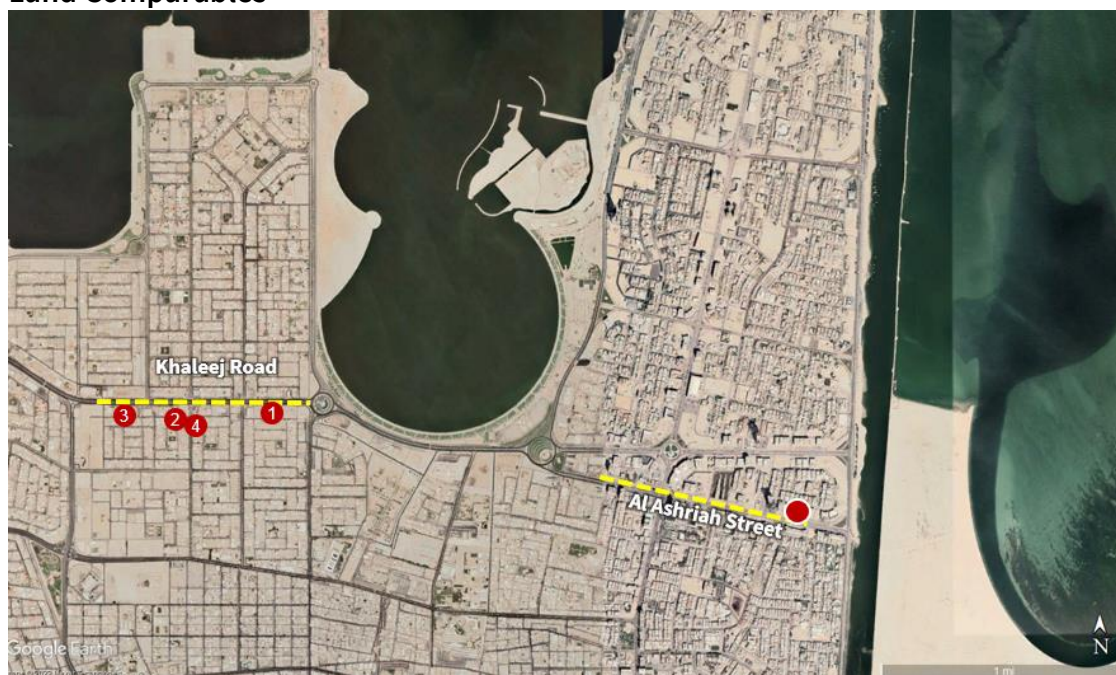 Land Comparables
Khaleej Road
3
2
4
1
Al Ashriah Street
Google Earth
N
1 mi